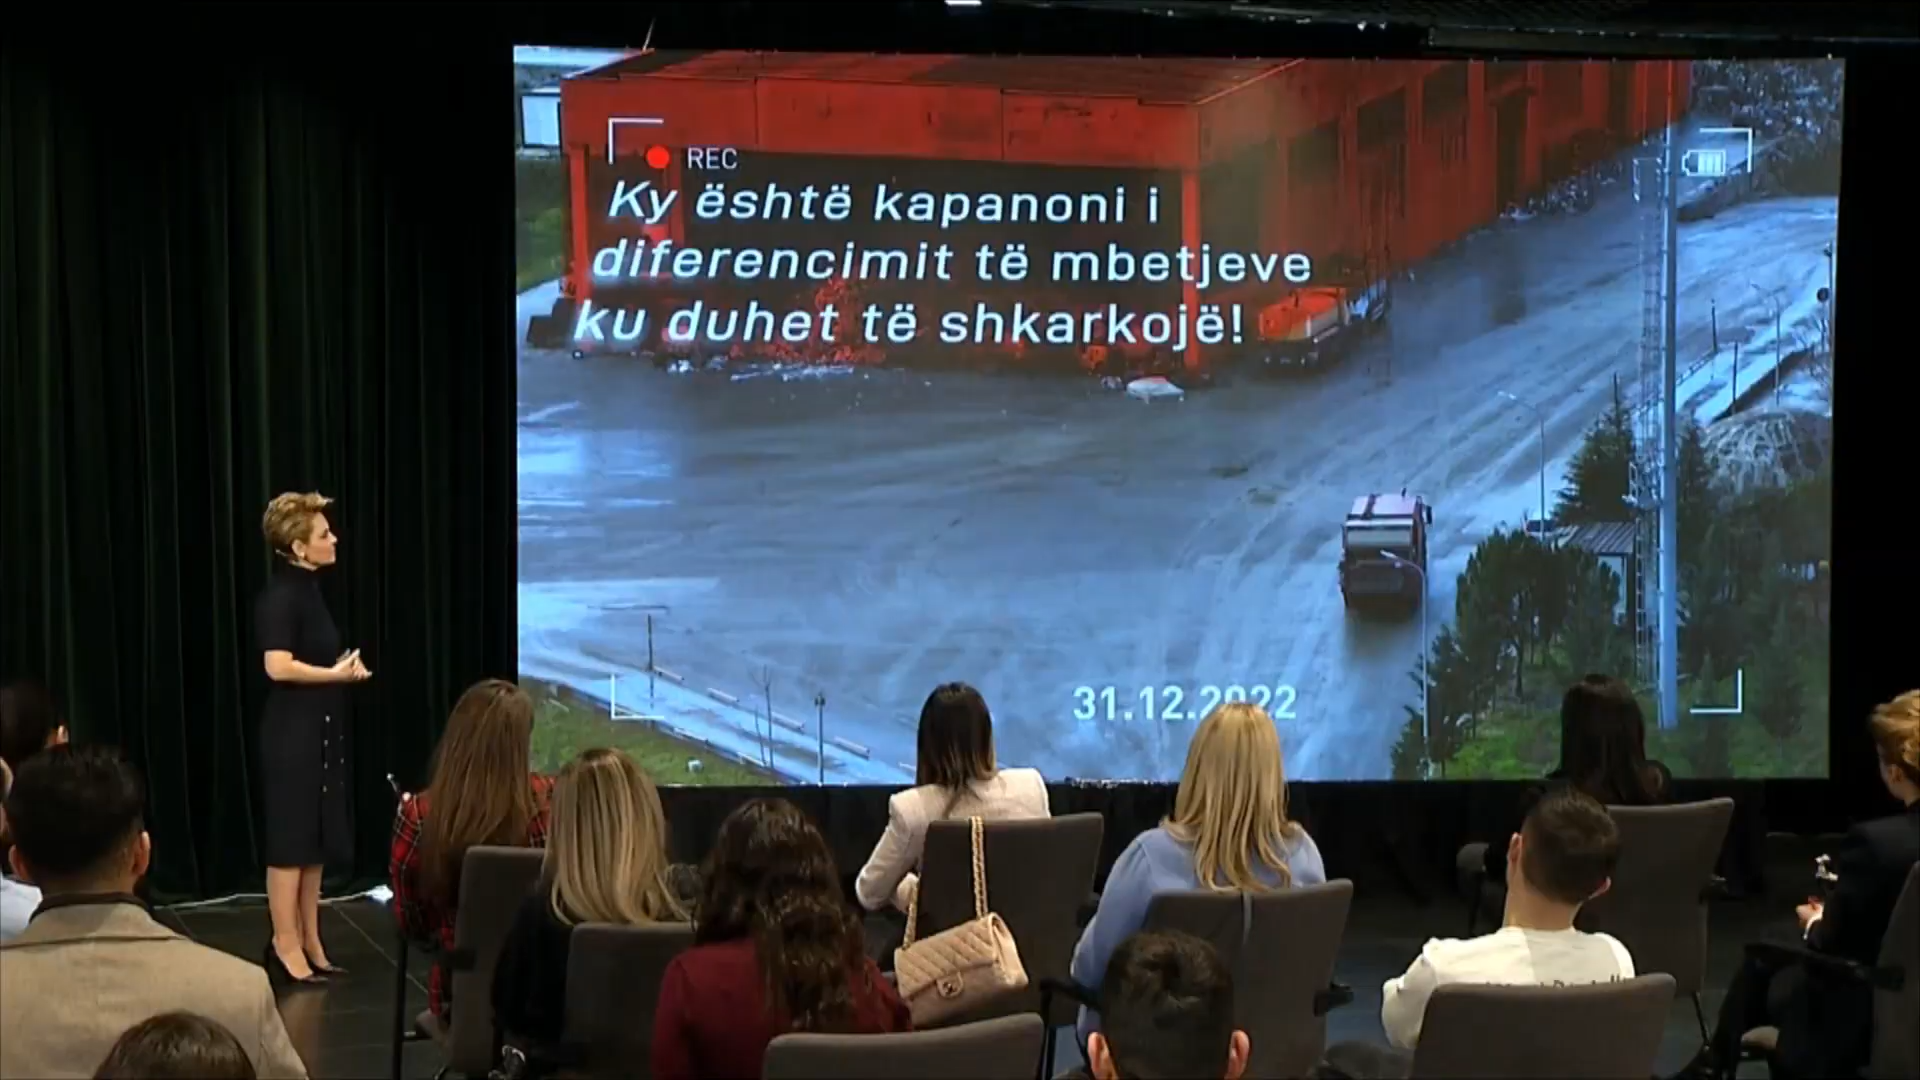 REC
Ky është kapanoni i
diferencimit të mbetjeve
ku duhet të shkarkojë!
31.12.2022